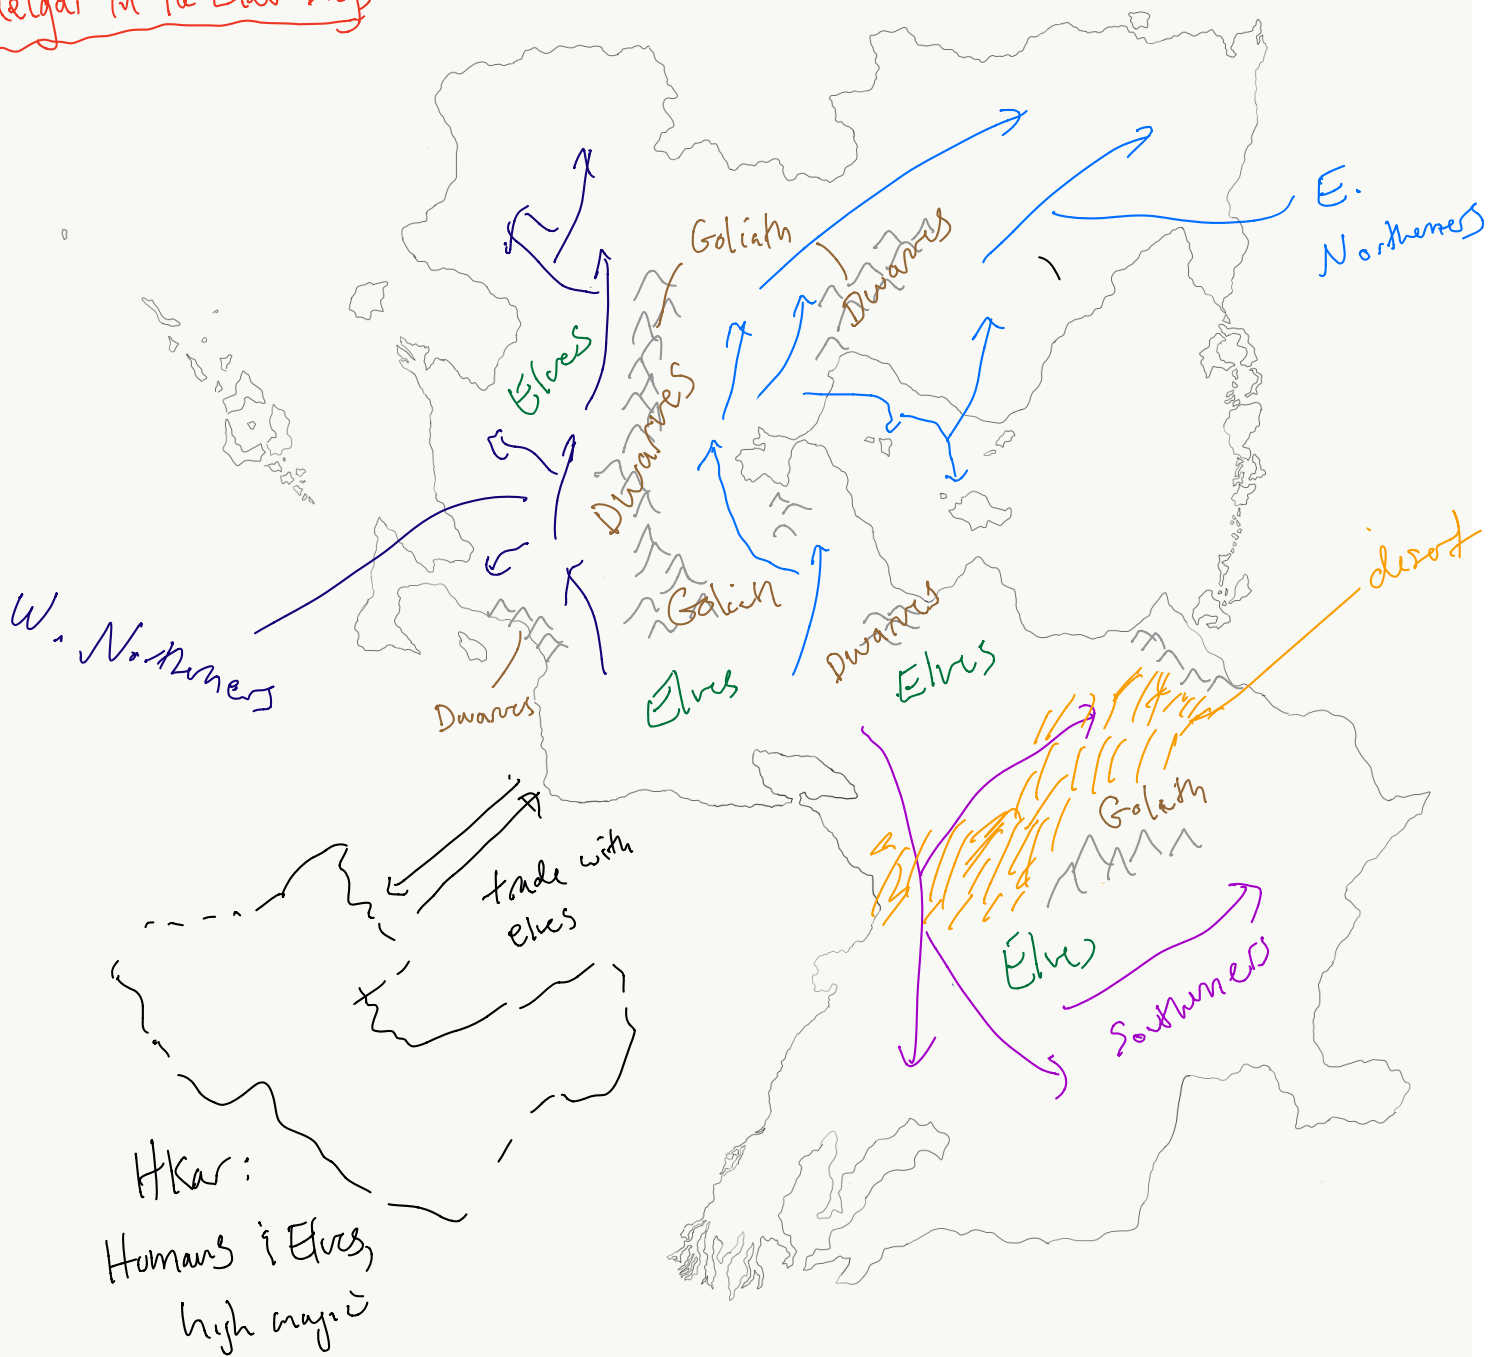 in
Goliath
Dwarves
E.
Northerners
Elves
Dwarves
desert
W. Northerners
Goliath
Dwarves
Elves
Elves
Dwarves
Goliath
trade with
elves
Elves
Southerners
HKar:
Humans & Elves,
high magic